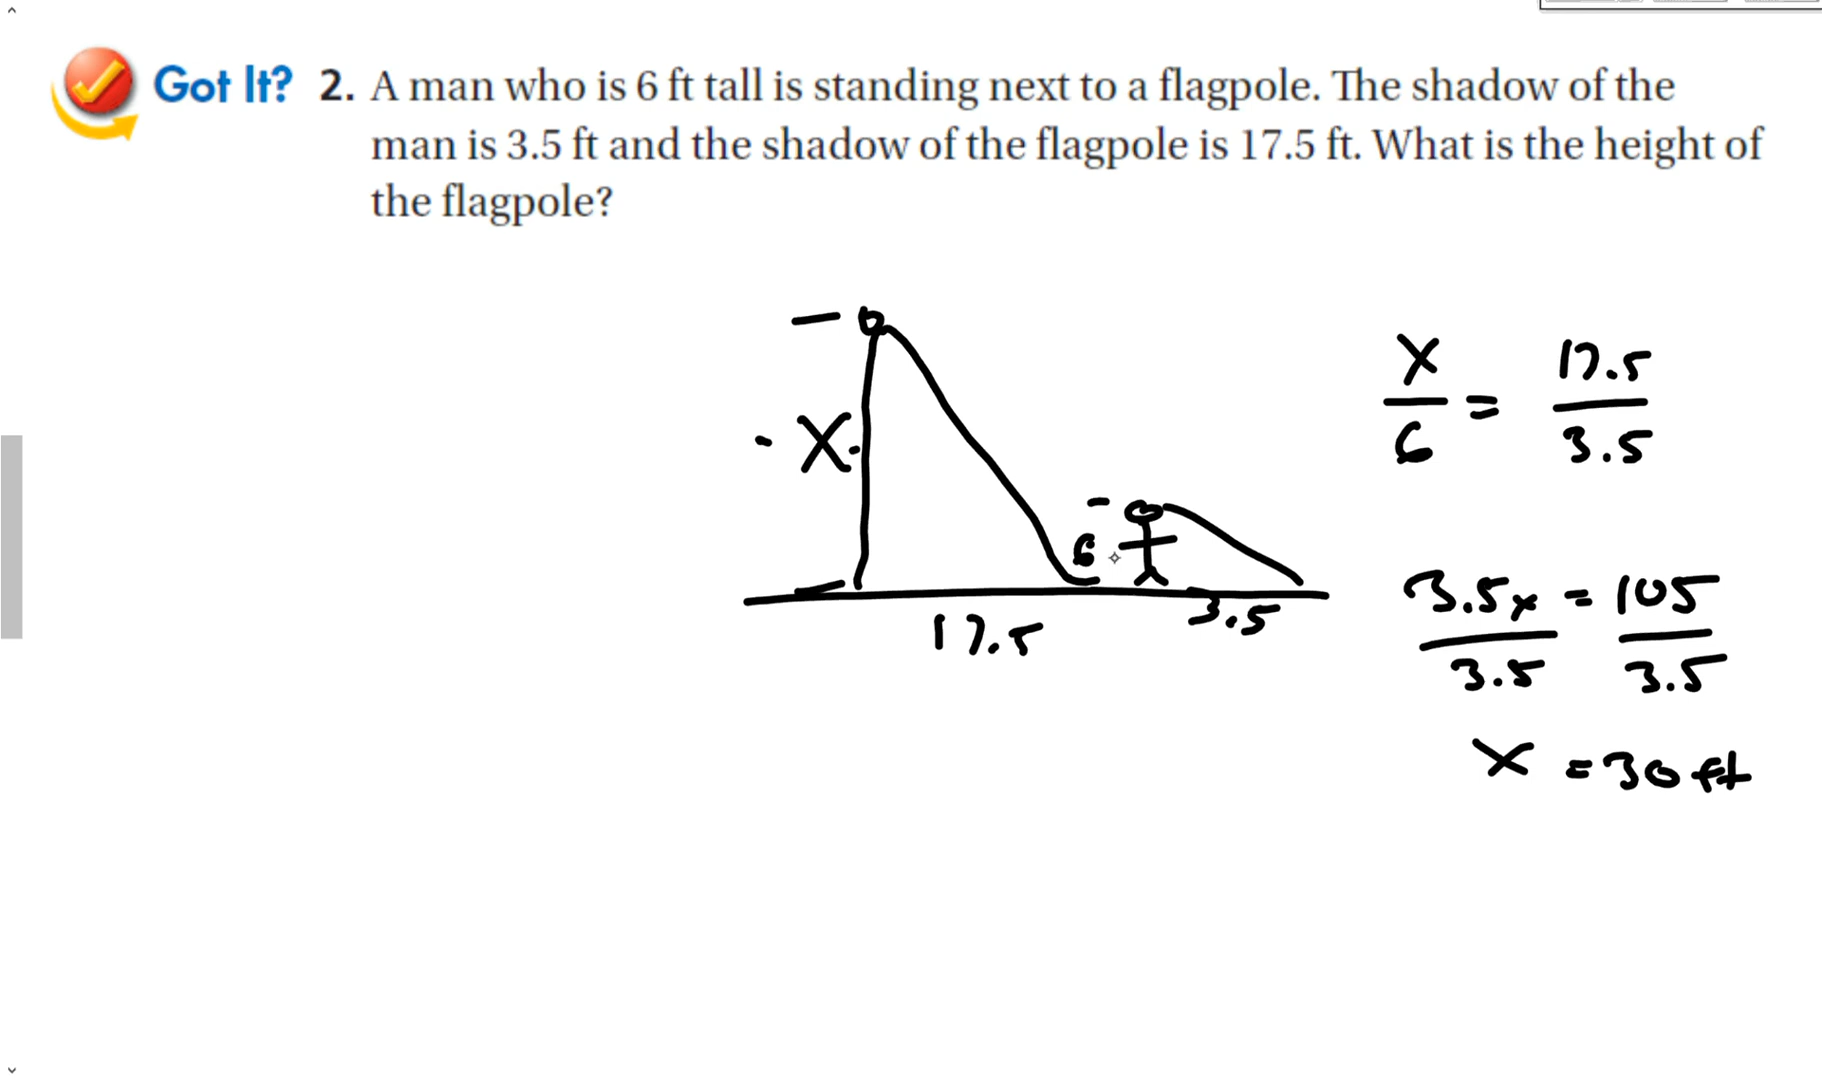 Got It? 2. A man who is 6 ft tall is standing next to a flagpole. The shadow of the
man is 3.5 ft and the shadow of the flagpole is 17.5 ft. What is the height of
the flagpole?
X
6
17.5
3.5
x/6 = 17.5/3.5
3.5x = 105
3.5 3.5
x = 30 ft